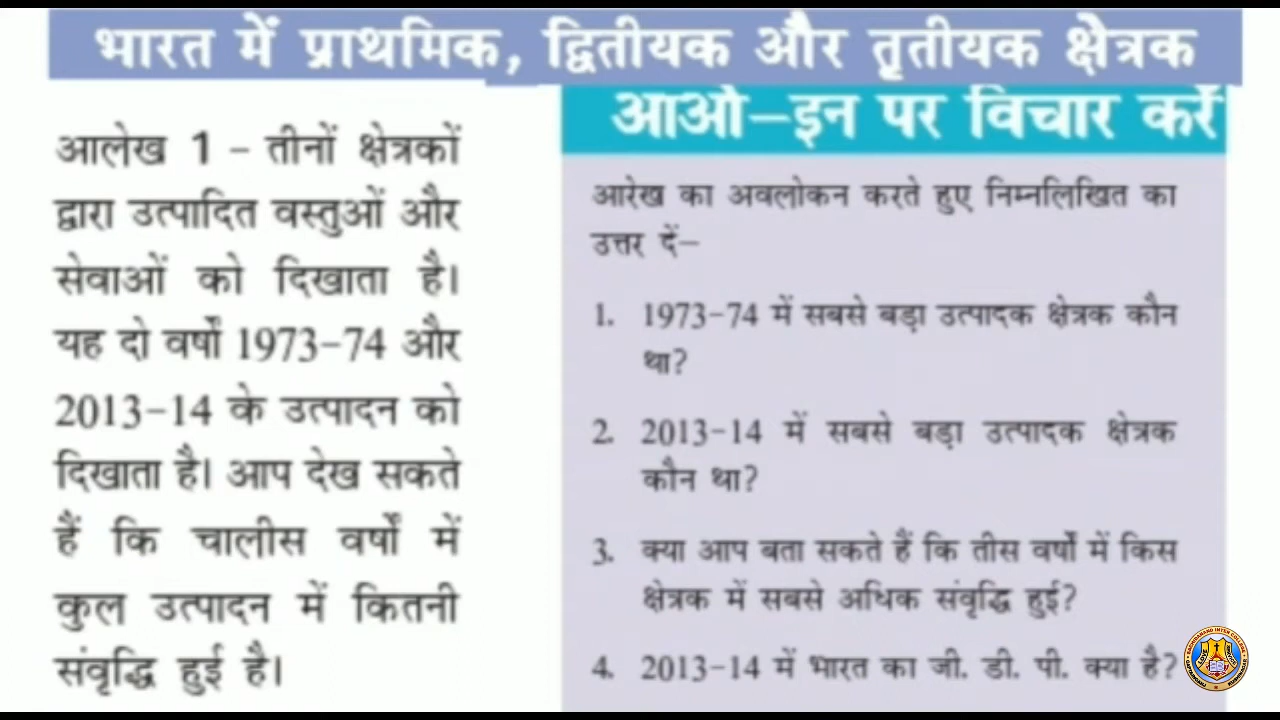 भारत में प्राथमिक, द्वितीयक और तृतीयक क्षेत्रक
आलेख 1 – तीनों क्षेत्रकों
द्वारा उत्पादित वस्तुओं और
सेवाओं को दिखाता है।
यह दो वर्षों 1973–74 और
2013–14 के उत्पादन को
दिखाता है। आप देख सकते
हैं कि चालीस वर्षों में
कुल उत्पादन में कितनी
संवृद्धि हुई है।
आओ–इन पर विचार करें
आरेख का अवलोकन करते हुए निम्नलिखित का
उत्तर दें–
1. 1973–74 में सबसे बड़ा उत्पादक क्षेत्रक कौन
था?
2. 2013–14 में सबसे बड़ा उत्पादक क्षेत्रक
कौन था?
3. क्या आप बता सकते हैं कि तीस वर्षों में किस
क्षेत्रक में सबसे अधिक संवृद्धि हुई?
4. 2013–14 में भारत का जी. डी. पी. क्या है?